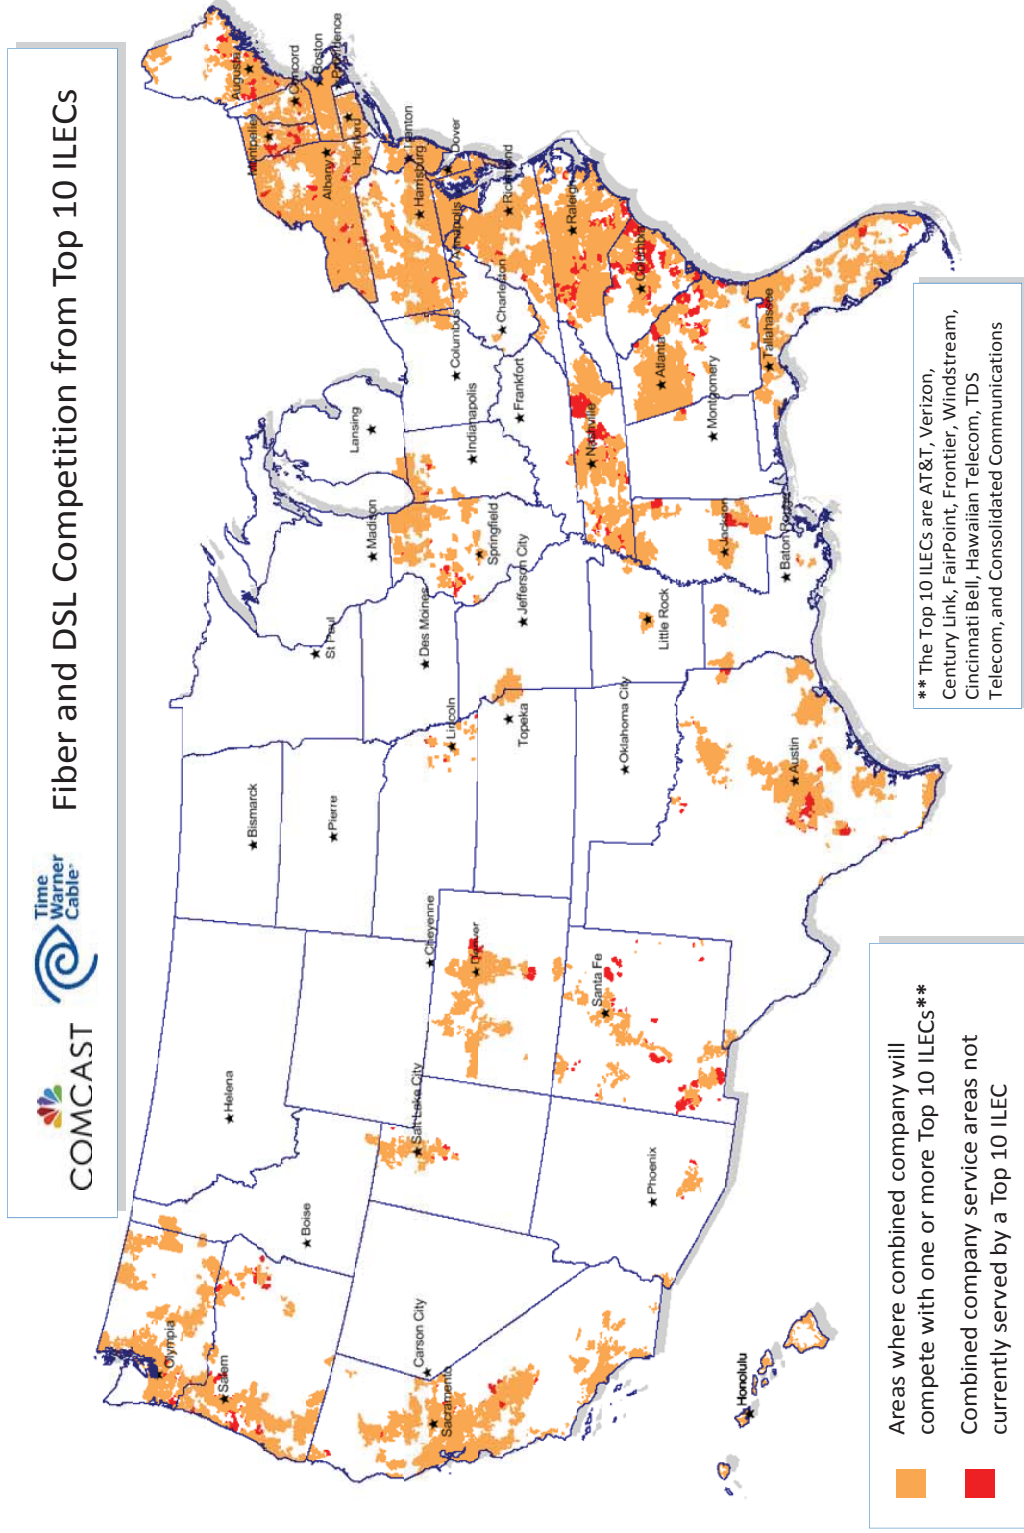 COMCAST
Time
Warner
Cable
Fiber and DSL Competition from Top 10 ILECs
Augusta
Montpelier
Concord
Boston
Providence
Albany
Hartford
Trenton
Harrisburg
Dover
Annapolis
Richmond
Raleigh
Charleston
Columbia
Columbus
Lansing
Indianapolis
Frankfort
Atlanta
Tallahassee
Montgomery
Nashville
Madison
Springfield
Jackson
Baton Rouge
St Paul
Des Moines
Jefferson City
Little Rock
Lincoln
Topeka
Oklahoma City
Austin
Bismarck
Pierre
Cheyenne
Denver
Santa Fe
Helena
Salt Lake City
Boise
Phoenix
Olympia
Salem
Carson City
Sacramento
Honolulu
Areas where combined company will
compete with one or more Top 10 ILECs**
Combined company service areas not
currently served by a Top 10 ILEC
**The Top 10 ILECs are AT&T, Verizon,
Century Link, FairPoint, Frontier, Windstream,
Cincinnati Bell, Hawaiian Telecom, TDS
Telecom, and Consolidated Communications